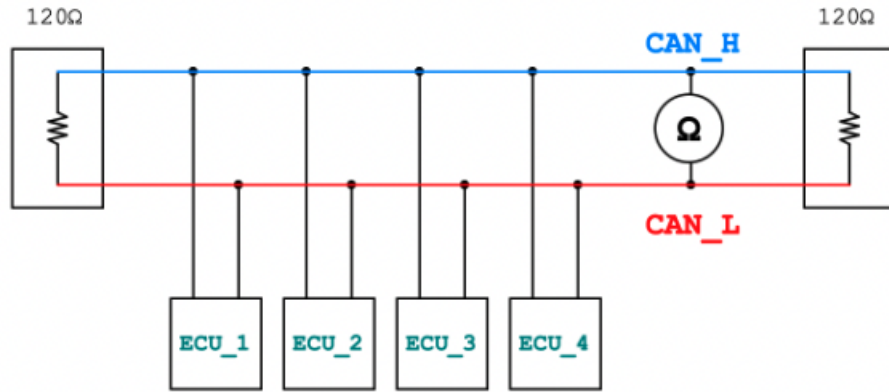 120Ω
120Ω
CAN_H
Ω
CAN_L
ECU_1
ECU_2
ECU_3
ECU_4